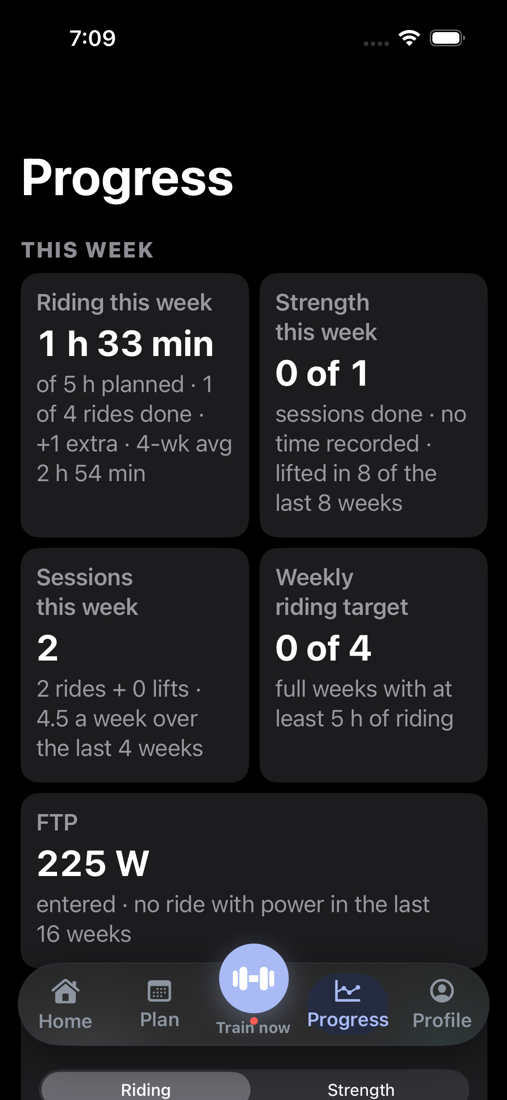 7:09
Progress
THIS WEEK
Riding this week
1 h 33 min
of 5 h planned · 1
of 4 rides done ·
+1 extra · 4-wk avg
2 h 54 min
Strength
this week
0 of 1
sessions done · no
time recorded ·
lifted in 8 of the
last 8 weeks
Sessions
this week
2
2 rides + 0 lifts ·
4.5 a week over
the last 4 weeks
Weekly
riding target
0 of 4
full weeks with at
least 5 h of riding
FTP
225 W
entered · no ride with power in the last
16 weeks
Home
Plan
Train now
Progress
Profile
Riding
Strength